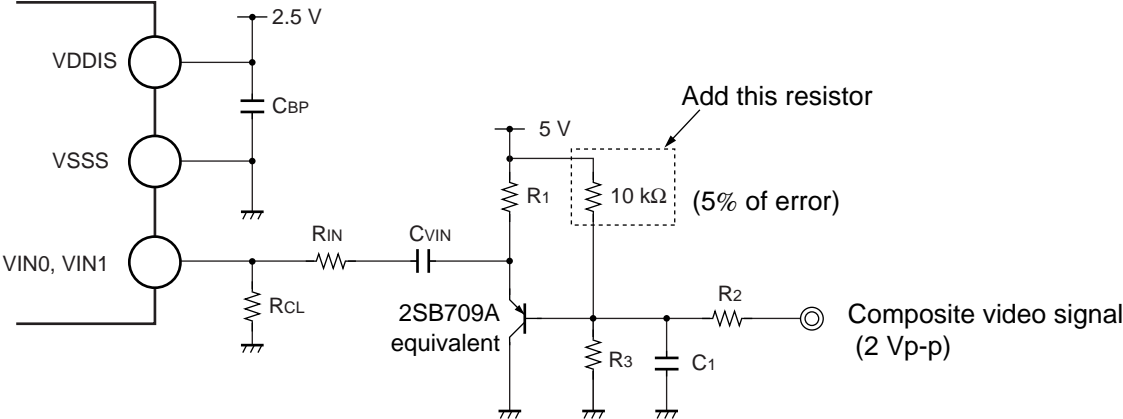 2.5 V
VDDIS
CBP
Add this resistor
5 V
VSSS
R1
10 kΩ
(5% of error)
RIN
CVIN
VIN0, VIN1
RCL
2SB709A
equivalent
R2
Composite video signal
(2 Vp-p)
R3
C1